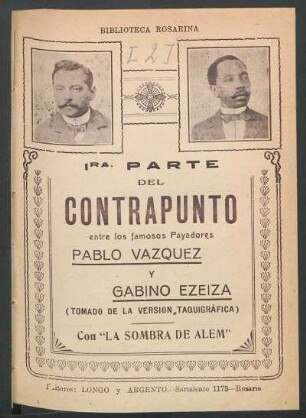 BIBLIOTECA ROSARINA
1RA. PARTE
DEL
CONTRAPUNTO
entre los famosos Payadores
PABLO VAZQUEZ
Y
GABINO EZEIZA
(TOMADO DE LA VERSION TAQUIGRÁFICA)
Con "LA SOMBRA DE ALEM"
Editores: LONGO y ARGENTO. Sarmiento 1173—Rosario